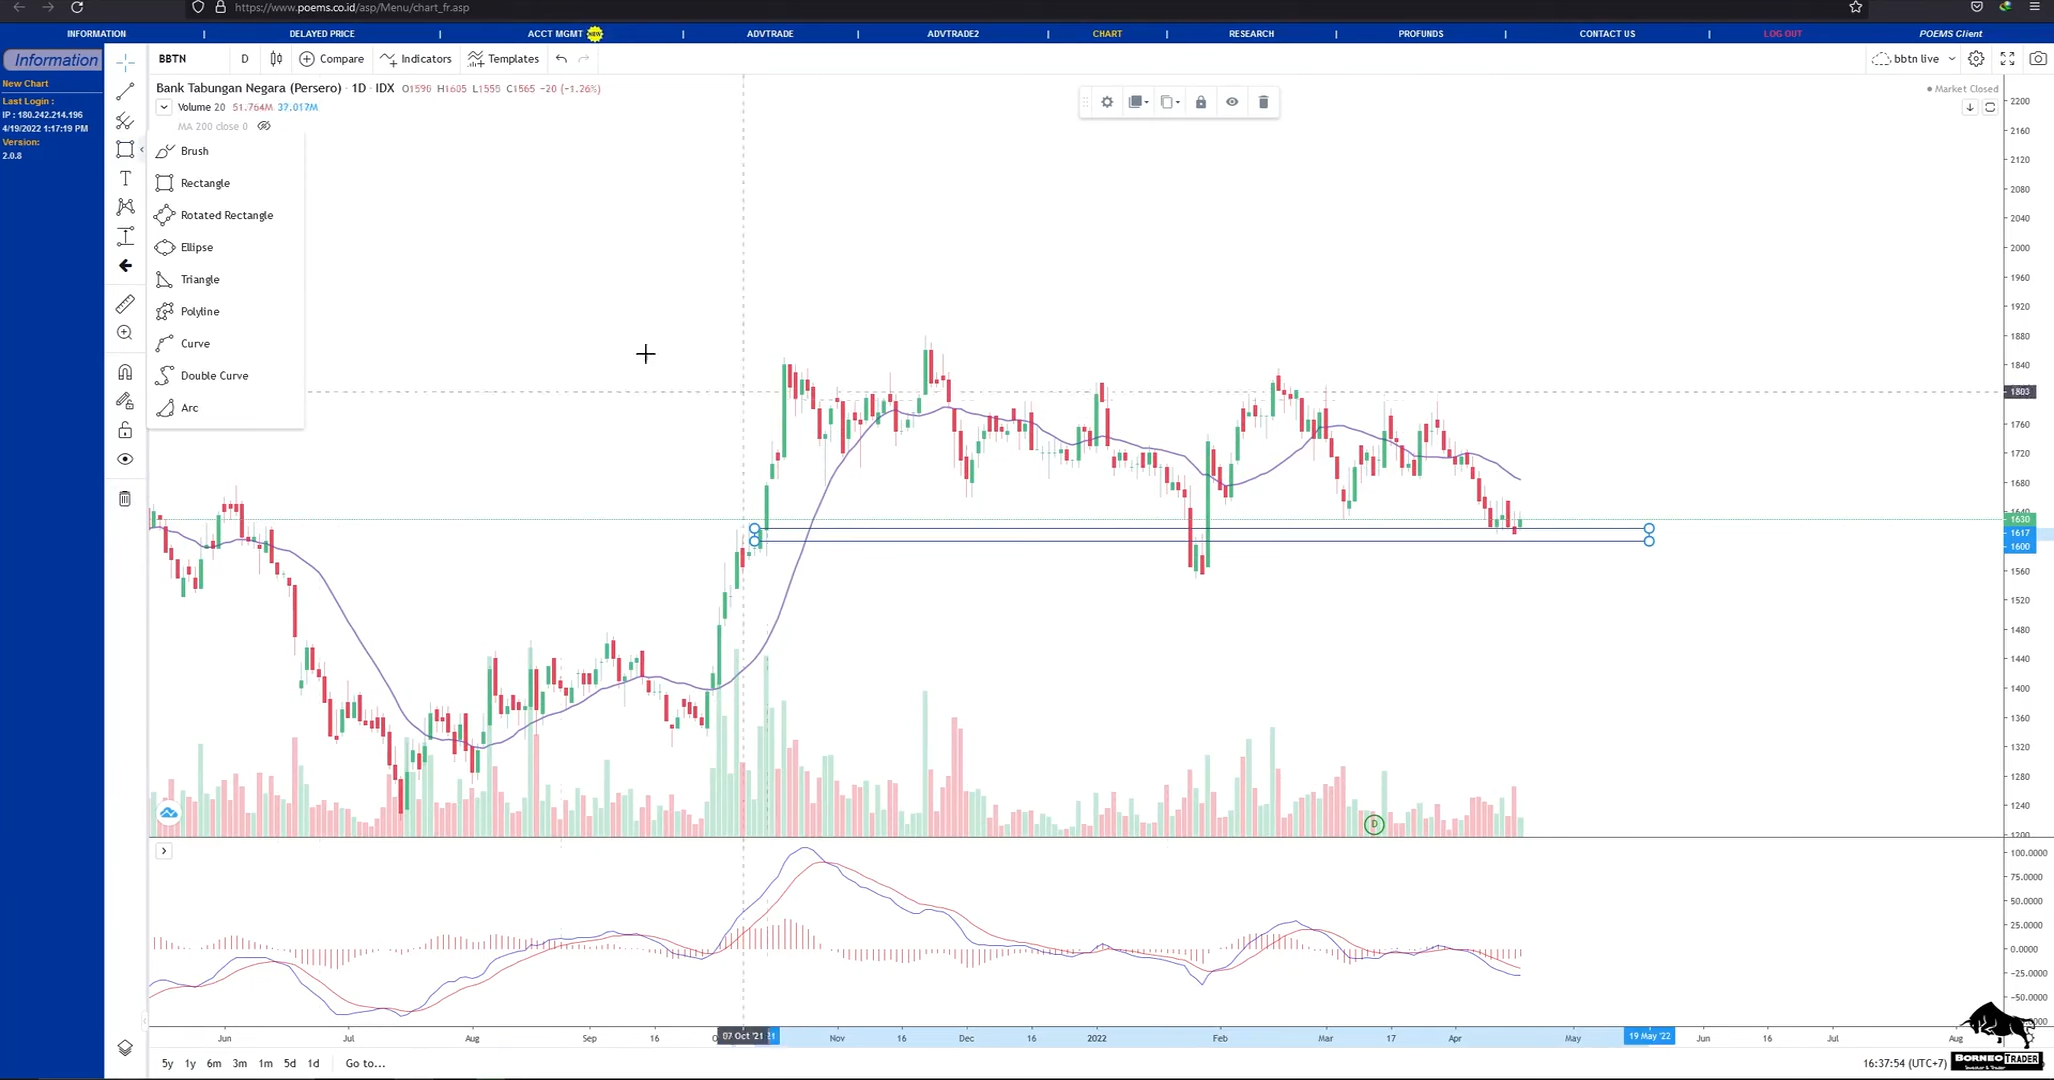 https://www.poems.co.id/asp/Menu/chart_fr.asp
INFORMATION | DELAYED PRICE | ACCT MGMT NEW | ADVTRADE | ADVTRADE2 | CHART | RESEARCH | PROFUNDS | CONTACT US | LOG OUT POEMS Client
Information
New Chart
Last Login :
IP : 180.242.214.196
4/19/2022 1:17:19 PM
Version:
2.0.8
BBTN D Compare Indicators Templates bbtn live
Bank Tabungan Negara (Persero) · 1D · IDX O1590 H1605 L1555 C1565 -20 (-1.26%)
Market Closed
Volume 20 51.764M 37.017M
MA 200 close 0
Brush
Rectangle
Rotated Rectangle
Ellipse
Triangle
Polyline
Curve
Double Curve
Arc
2200
2160
2120
2080
2040
2000
1960
1920
1880
1840
1803
1760
1720
1680
1640
1630
1617
1600
1560
1520
1480
1440
1400
1360
1320
1280
1240
1200
D
100.0000
75.0000
50.0000
25.0000
0.0000
-25.0000
-50.0000
Jun Jul Aug Sep 16 07 Oct '21 Nov 16 Dec 16 2022 Feb Mar 17 Apr May 19 May '22 Jun 16 Jul Aug
5y 1y 6m 3m 1m 5d 1d Go to...
16:37:54 (UTC+7)
BORNEO TRADER
Investor & Trader